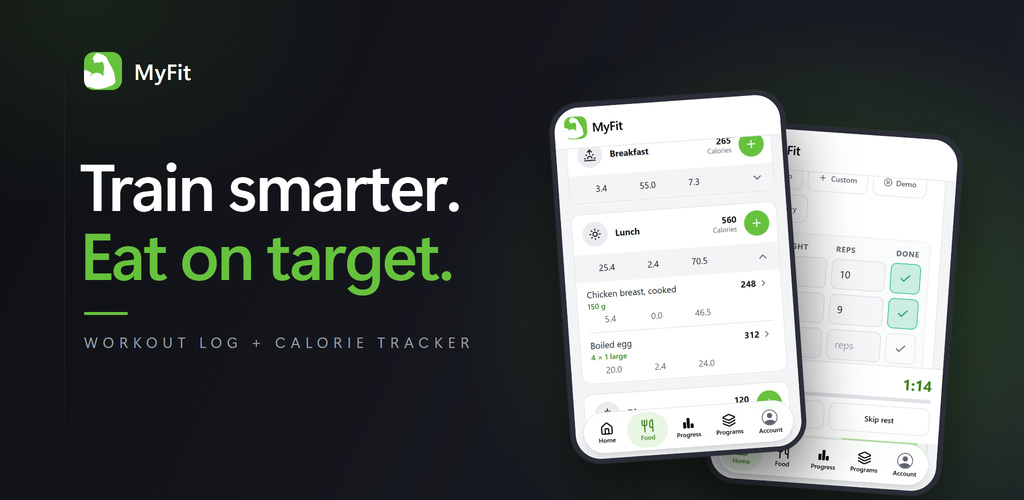 MyFit
Train smarter.
Eat on target.
WORKOUT LOG + CALORIE TRACKER
MyFit
Breakfast
265
Calories
3.4 55.0 7.3
Lunch
560
Calories
25.4 2.4 70.5
Chicken breast, cooked
248
150 g
5.4 0.0 46.5
Boiled egg
312
4 × 1 large
20.0 2.4 24.0
120
Home Food Progress Programs Account
Fit
+ Custom
Demo
REPS DONE
10
9
reps
1:14
Skip rest
Home Food Progress Programs Account